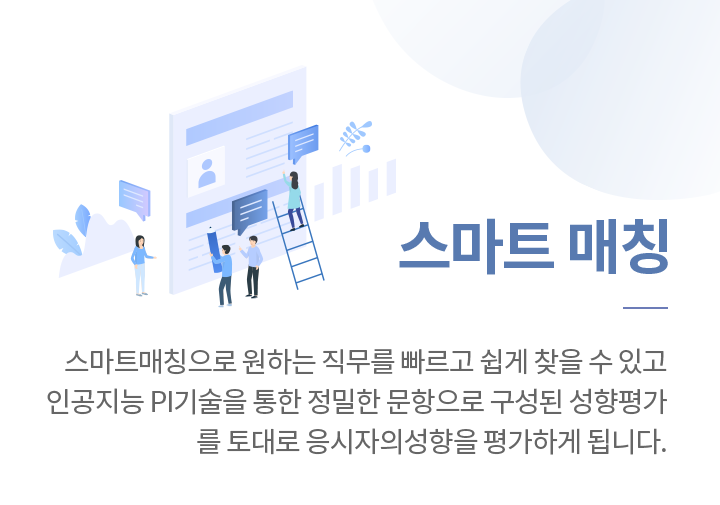 스마트 매칭
스마트매칭으로 원하는 직무를 빠르고 쉽게 찾을 수 있고
인공지능 PI기술을 통한 정밀한 문항으로 구성된 성향평가
를 토대로 응시자의성향을 평가하게 됩니다.